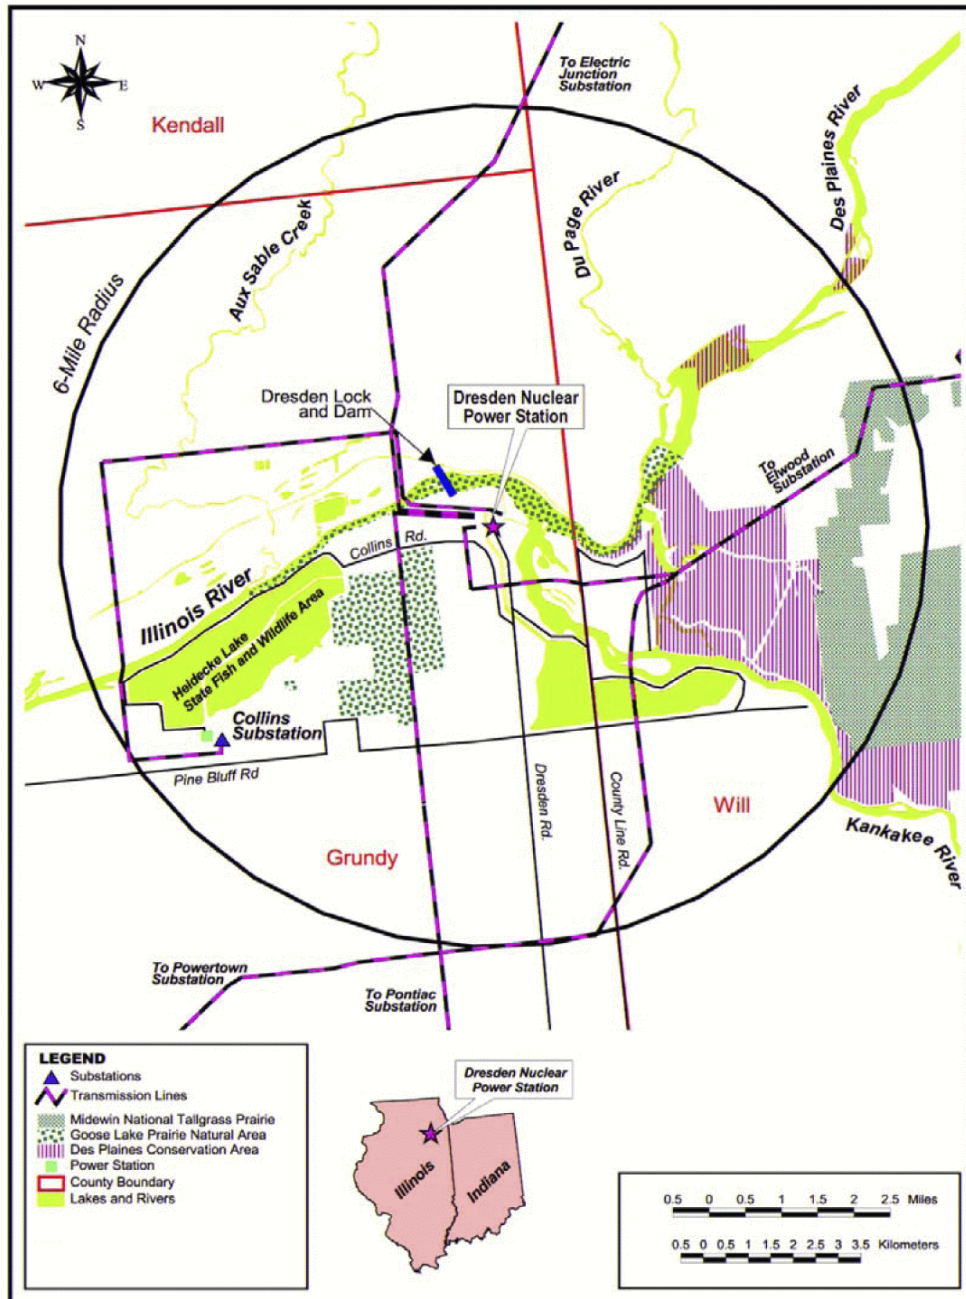 N
W E
S
Kendall
To Electric
Junction
Substation
Des Plaines River
Du Page River
Aux Sable Creek
6-Mile Radius
Dresden Lock
and Dam
Dresden Nuclear
Power Station
To
Elwood
Substation
Collins Rd.
Illinois River
Heidecke Lake
State Fish and Wildlife Area
Collins
Substation
Pine Bluff Rd
Dresden Rd.
County Line Rd.
Will
Grundy
Kankakee
River
To Powertown
Substation
To Pontiac
Substation
LEGEND
Substations
Transmission Lines
Midewin National Tallgrass Prairie
Goose Lake Prairie Natural Area
Des Plaines Conservation Area
Power Station
County Boundary
Lakes and Rivers
Dresden Nuclear
Power Station
Illinois
Indiana
0.5 0 0.5 1 1.5 2 2.5 Miles
0.5 0 0.5 1 1.5 2 2.5 3 3.5 Kilometers